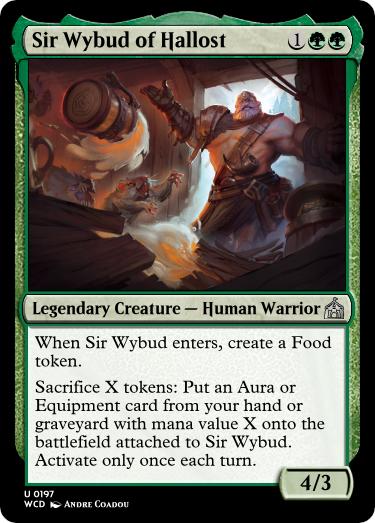 Sir Wybud of Hallost 1
Legendary Creature — Human Warrior
When Sir Wybud enters, create a Food
token.
Sacrifice X tokens: Put an Aura or
Equipment card from your hand or
graveyard with mana value X onto the
battlefield attached to Sir Wybud.
Activate only once each turn.
4/3
U 0197
WCD Andre Coadou